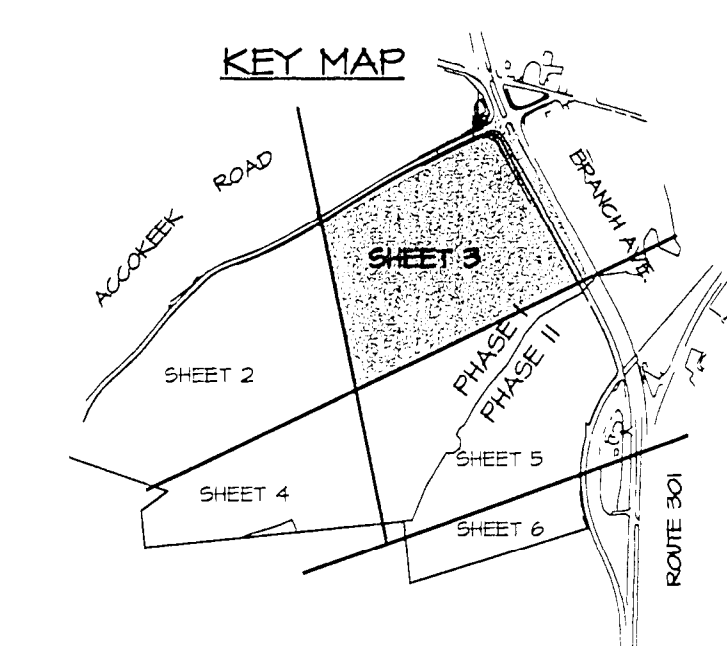 KEY MAP
ACCOKEEK ROAD
BRANCH AVE.
SHEET 3
PHASE I
PHASE II
SHEET 2
SHEET 5
SHEET 4
SHEET 6
ROUTE 301